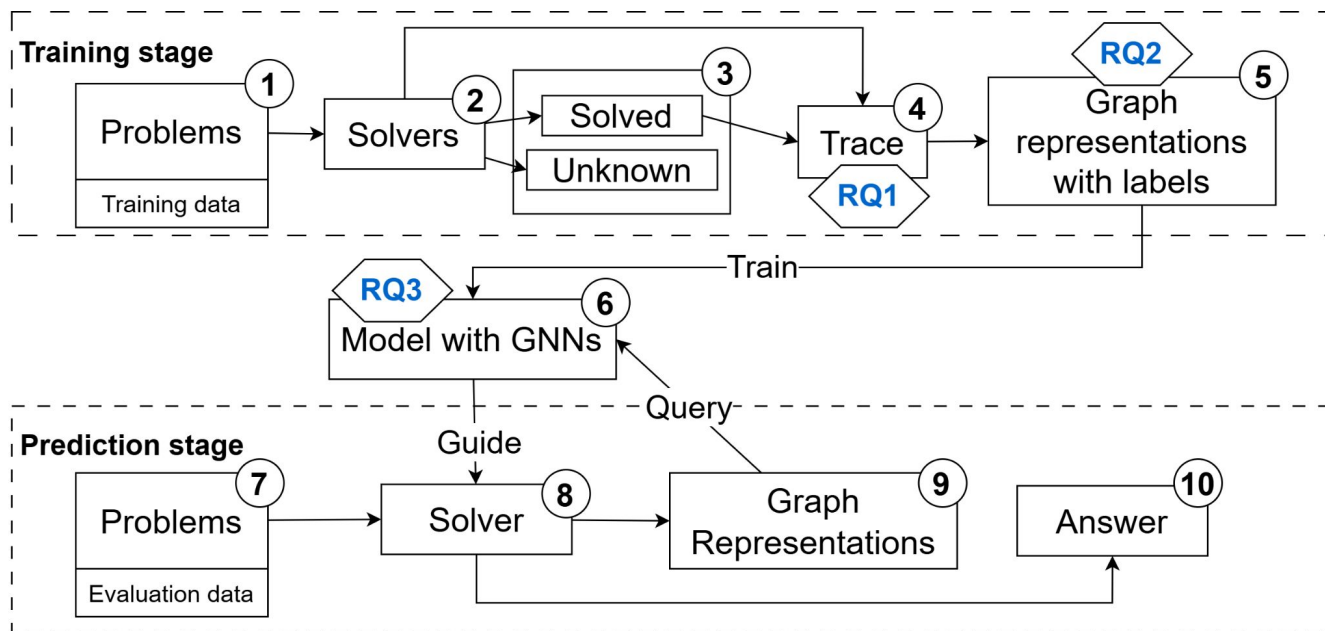 Training stage
1
Problems
Training data
2
Solvers
3
Solved
Unknown
4
Trace
RQ1
RQ2
5
Graph
representations
with labels
Train
RQ3
6
Model with GNNs
Query
Guide
Prediction stage
7
Problems
Evaluation data
8
Solver
9
Graph
Representations
10
Answer